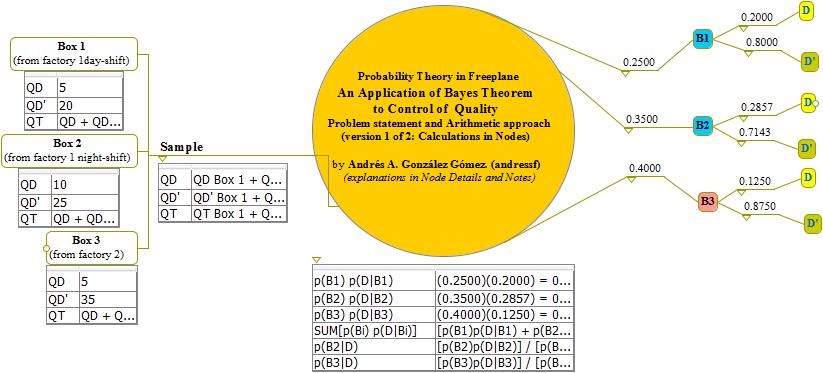 Box 1
(from factory 1day-shift)
QD 5
QD' 20
QT QD + QD...
Box 2
(from factory 1 night-shift)
QD 10
QD' 25
QT QD + QD...
Box 3
(from factory 2)
QD 5
QD' 35
QT QD + Q...
Sample
QD QD Box 1 + Q...
QD' QD' Box 1 + Q...
QT QT Box 1 + Q...
Probability Theory in Freeplane
An Application of Bayes Theorem
to Control of Quality
Problem statement and Arithmetic approach
(version 1 of 2: Calculations in Nodes)
by Andrés A. González Gómez. (andressf)
(explanations in Node Details and Notes)
p(B1) p(D|B1) (0.2500)(0.2000) = 0...
p(B2) p(D|B2) (0.3500)(0.2857) = 0...
p(B3) p(D|B3) (0.4000)(0.1250) = 0...
SUM[p(Bi) p(D|Bi)] [p(B1)p(D|B1) + p(B2...
p(B2|D) [p(B2)p(D|B2)] / [p(B...
p(B3|D) [p(B3)p(D|B3)] / [p(B...
0.2500
B1
0.2000
D
0.8000
D'
0.3500
B2
0.2857
D
0.7143
D'
0.4000
B3
0.1250
D
0.8750
D'